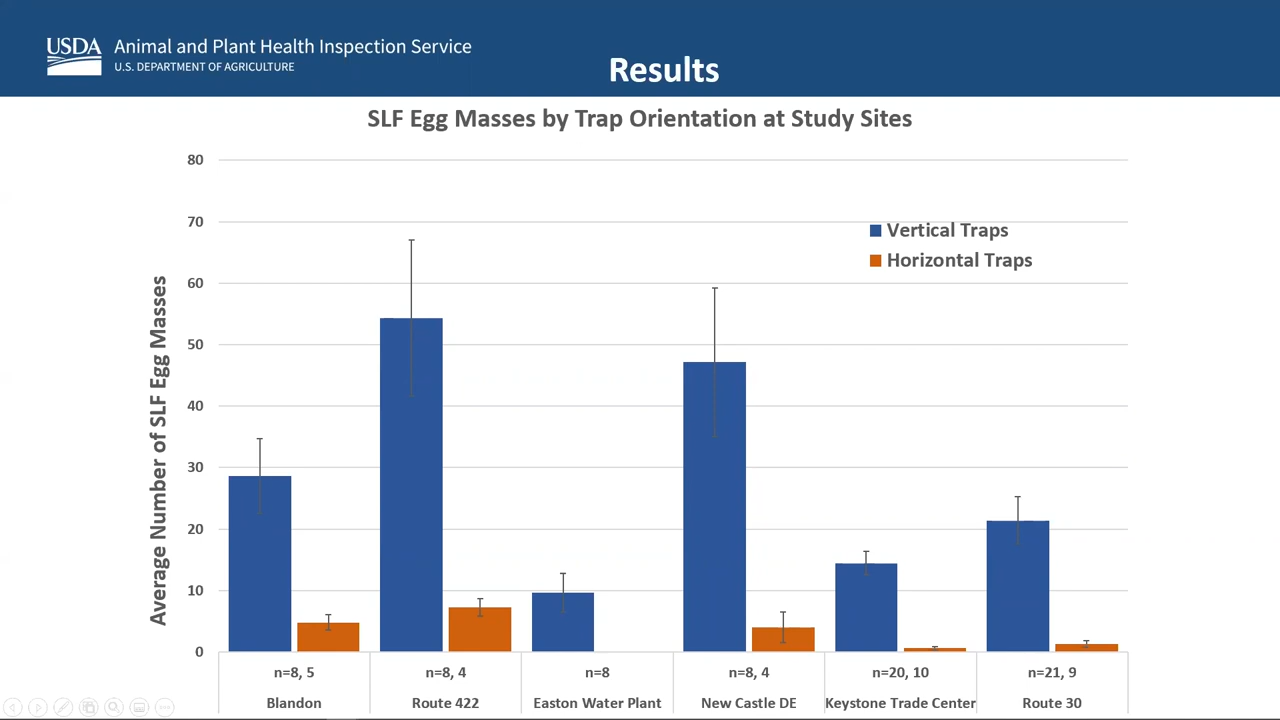 USDA Animal and Plant Health Inspection Service
U.S. DEPARTMENT OF AGRICULTURE
Results
SLF Egg Masses by Trap Orientation at Study Sites
Average Number of SLF Egg Masses
80
70
60
50
40
30
20
10
0
Vertical Traps
Horizontal Traps
n=8, 5 n=8, 4 n=8 n=8, 4 n=20, 10 n=21, 9
Blandon Route 422 Easton Water Plant New Castle DE Keystone Trade Center Route 30